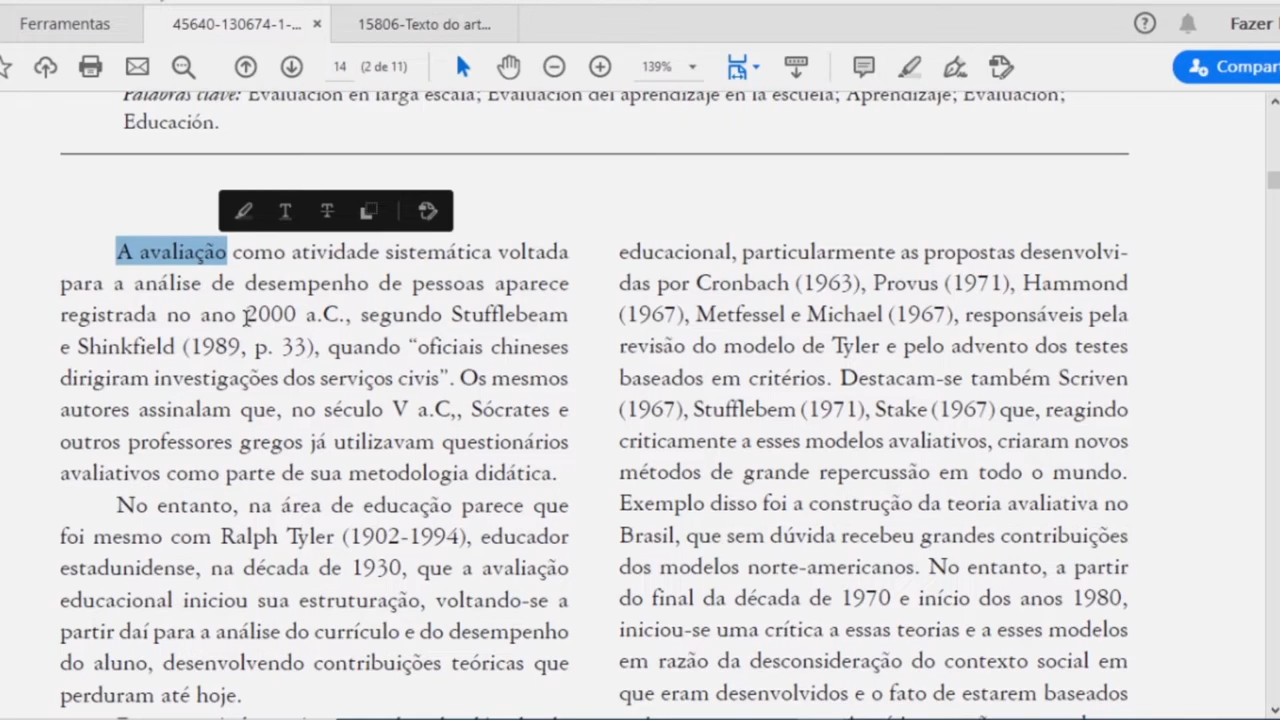 Ferramentas
45640-130674-1-... ×
15806-Texto do art...
Fazer
14 (2 de 11)
139%
Compar
Palabras clave: Evaluación en larga escala; Evaluación del aprendizaje en la escuela; Aprendizaje; Evaluación;
Educación.
A avaliação como atividade sistemática voltada
para a análise de desempenho de pessoas aparece
registrada no ano 2000 a.C., segundo Stufflebeam
e Shinkfield (1989, p. 33), quando “oficiais chineses
dirigiram investigações dos serviços civis”. Os mesmos
autores assinalam que, no século V a.C,, Sócrates e
outros professores gregos já utilizavam questionários
avaliativos como parte de sua metodologia didática.
No entanto, na área de educação parece que
foi mesmo com Ralph Tyler (1902-1994), educador
estadunidense, na década de 1930, que a avaliação
educacional iniciou sua estruturação, voltando-se a
partir daí para a análise do currículo e do desempenho
do aluno, desenvolvendo contribuições teóricas que
perduram até hoje.
educacional, particularmente as propostas desenvolvi-
das por Cronbach (1963), Provus (1971), Hammond
(1967), Metfessel e Michael (1967), responsáveis pela
revisão do modelo de Tyler e pelo advento dos testes
baseados em critérios. Destacam-se também Scriven
(1967), Stufflebem (1971), Stake (1967) que, reagindo
criticamente a esses modelos avaliativos, criaram novos
métodos de grande repercussão em todo o mundo.
Exemplo disso foi a construção da teoria avaliativa no
Brasil, que sem dúvida recebeu grandes contribuições
dos modelos norte-americanos. No entanto, a partir
do final da década de 1970 e início dos anos 1980,
iniciou-se uma crítica a essas teorias e a esses modelos
em razão da desconsideração do contexto social em
que eram desenvolvidos e o fato de estarem baseados